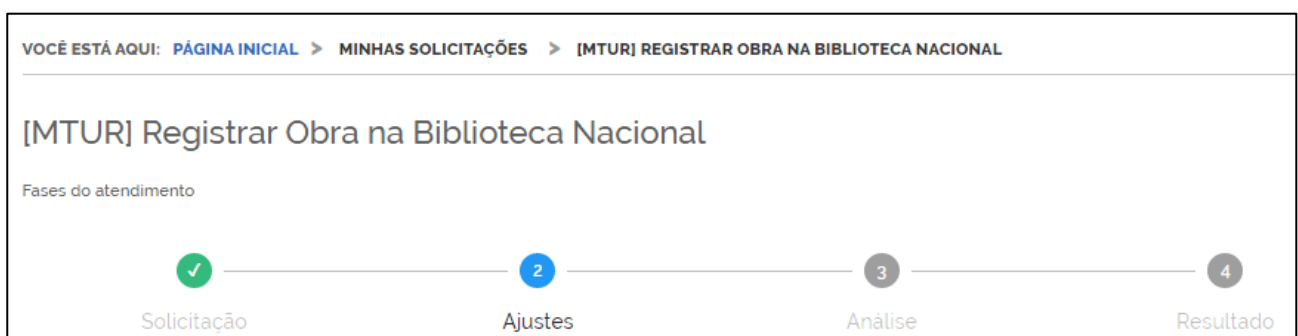 VOCÊ ESTÁ AQUI: PÁGINA INICIAL > MINHAS SOLICITAÇÕES > [MTUR] REGISTRAR OBRA NA BIBLIOTECA NACIONAL
[MTUR] Registrar Obra na Biblioteca Nacional
Fases do atendimento
✓ 2 3 4
Solicitação Ajustes Análise Resultado